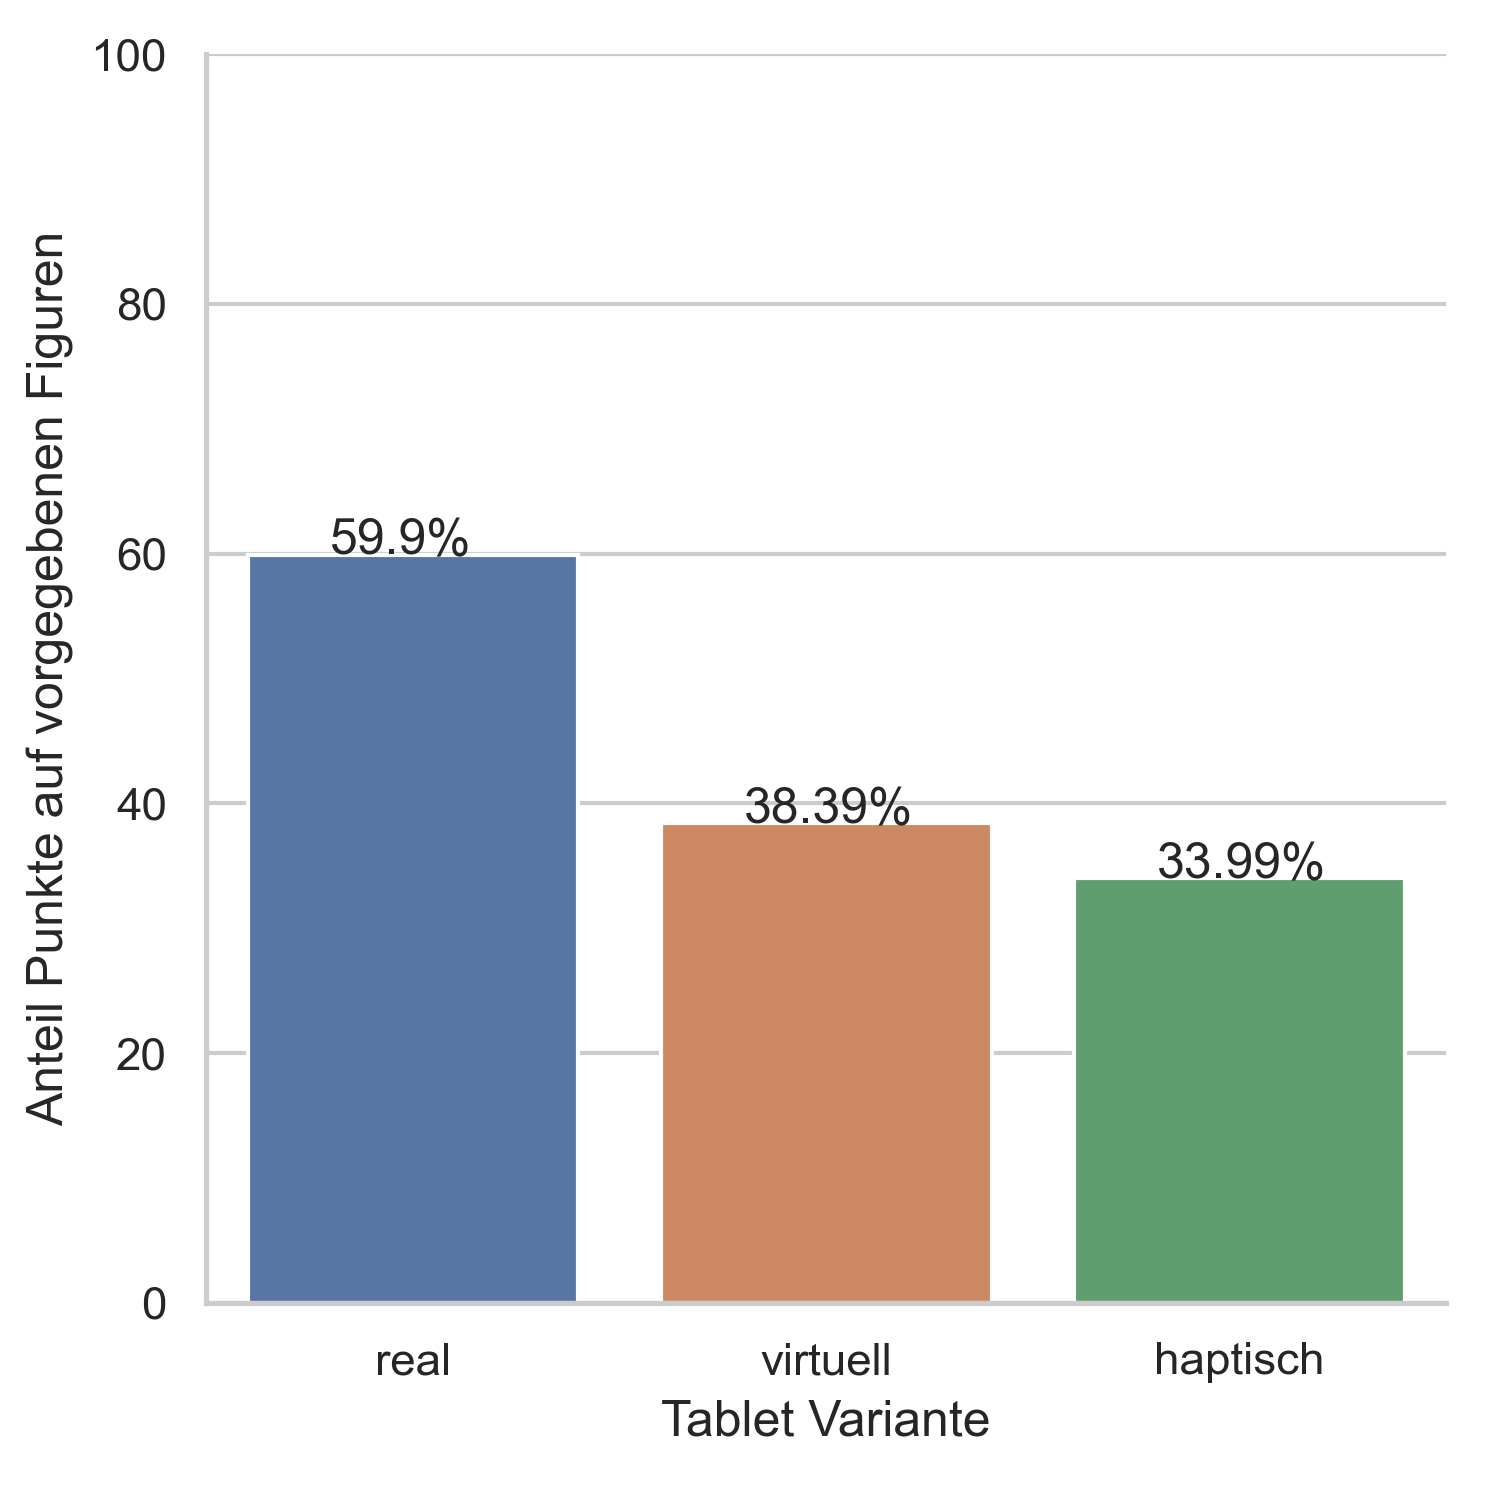 Anteil Punkte auf vorgegebenen Figuren
100
80
60
40
20
0
59.9%
38.39%
33.99%
real
virtuell
haptisch
Tablet Variante